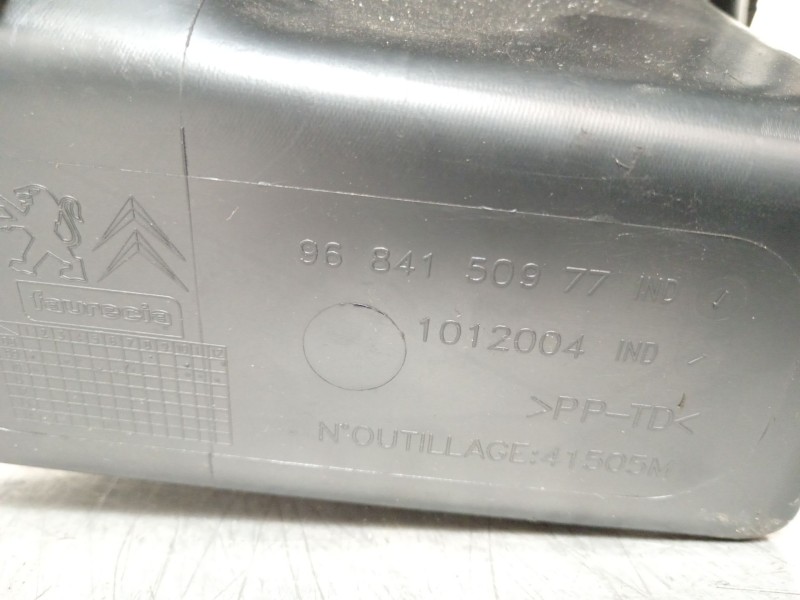 96 841 509 77 IND
faurecia
1012004 IND
>PP-TD<
N°OUTILLAGE:41505M